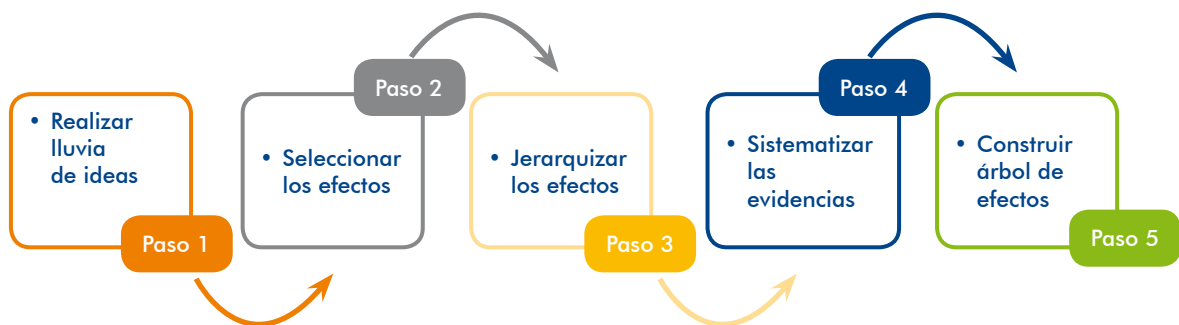 • Realizar
lluvia
de ideas
Paso 1
Paso 2
• Seleccionar
los efectos
• Jerarquizar
los efectos
Paso 3
Paso 4
• Sistematizar
las
evidencias
• Construir
árbol de
efectos
Paso 5